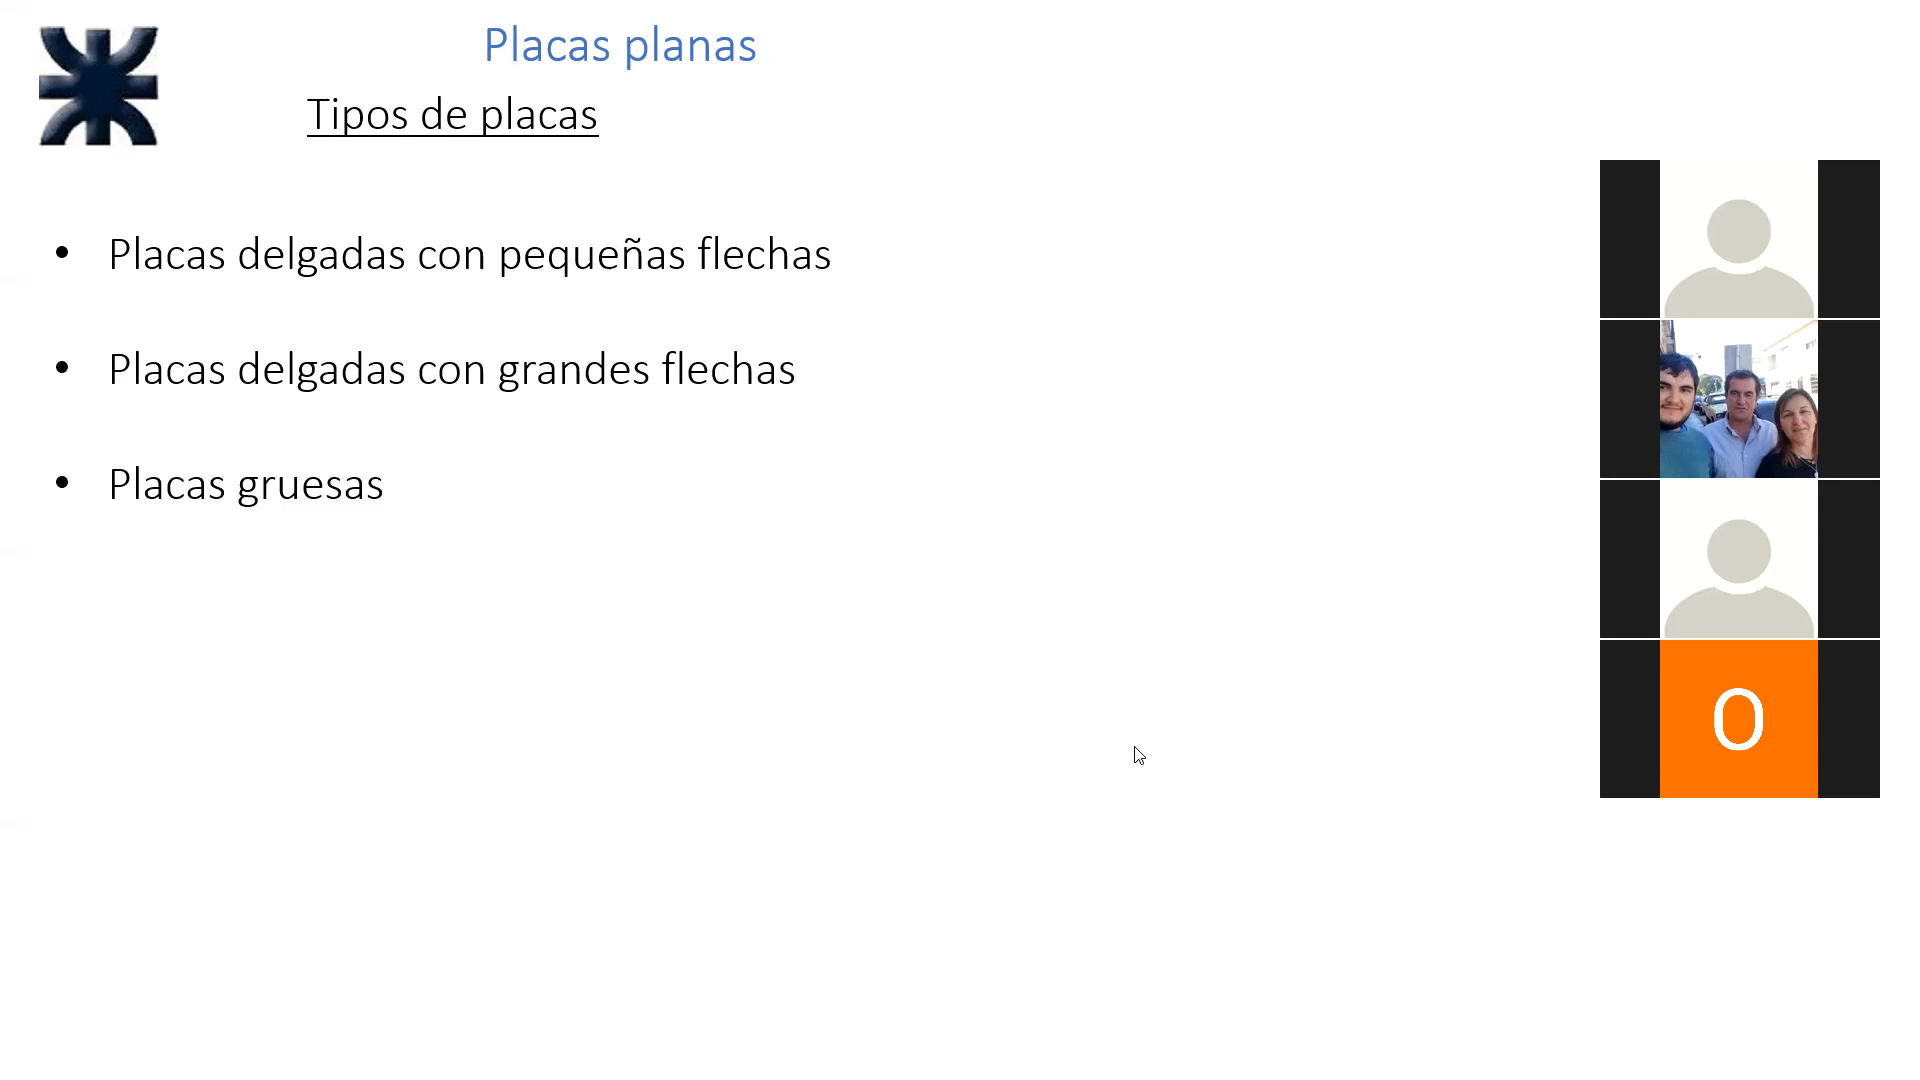 Placas planas
Tipos de placas
• Placas delgadas con pequeñas flechas
• Placas delgadas con grandes flechas
• Placas gruesas
O